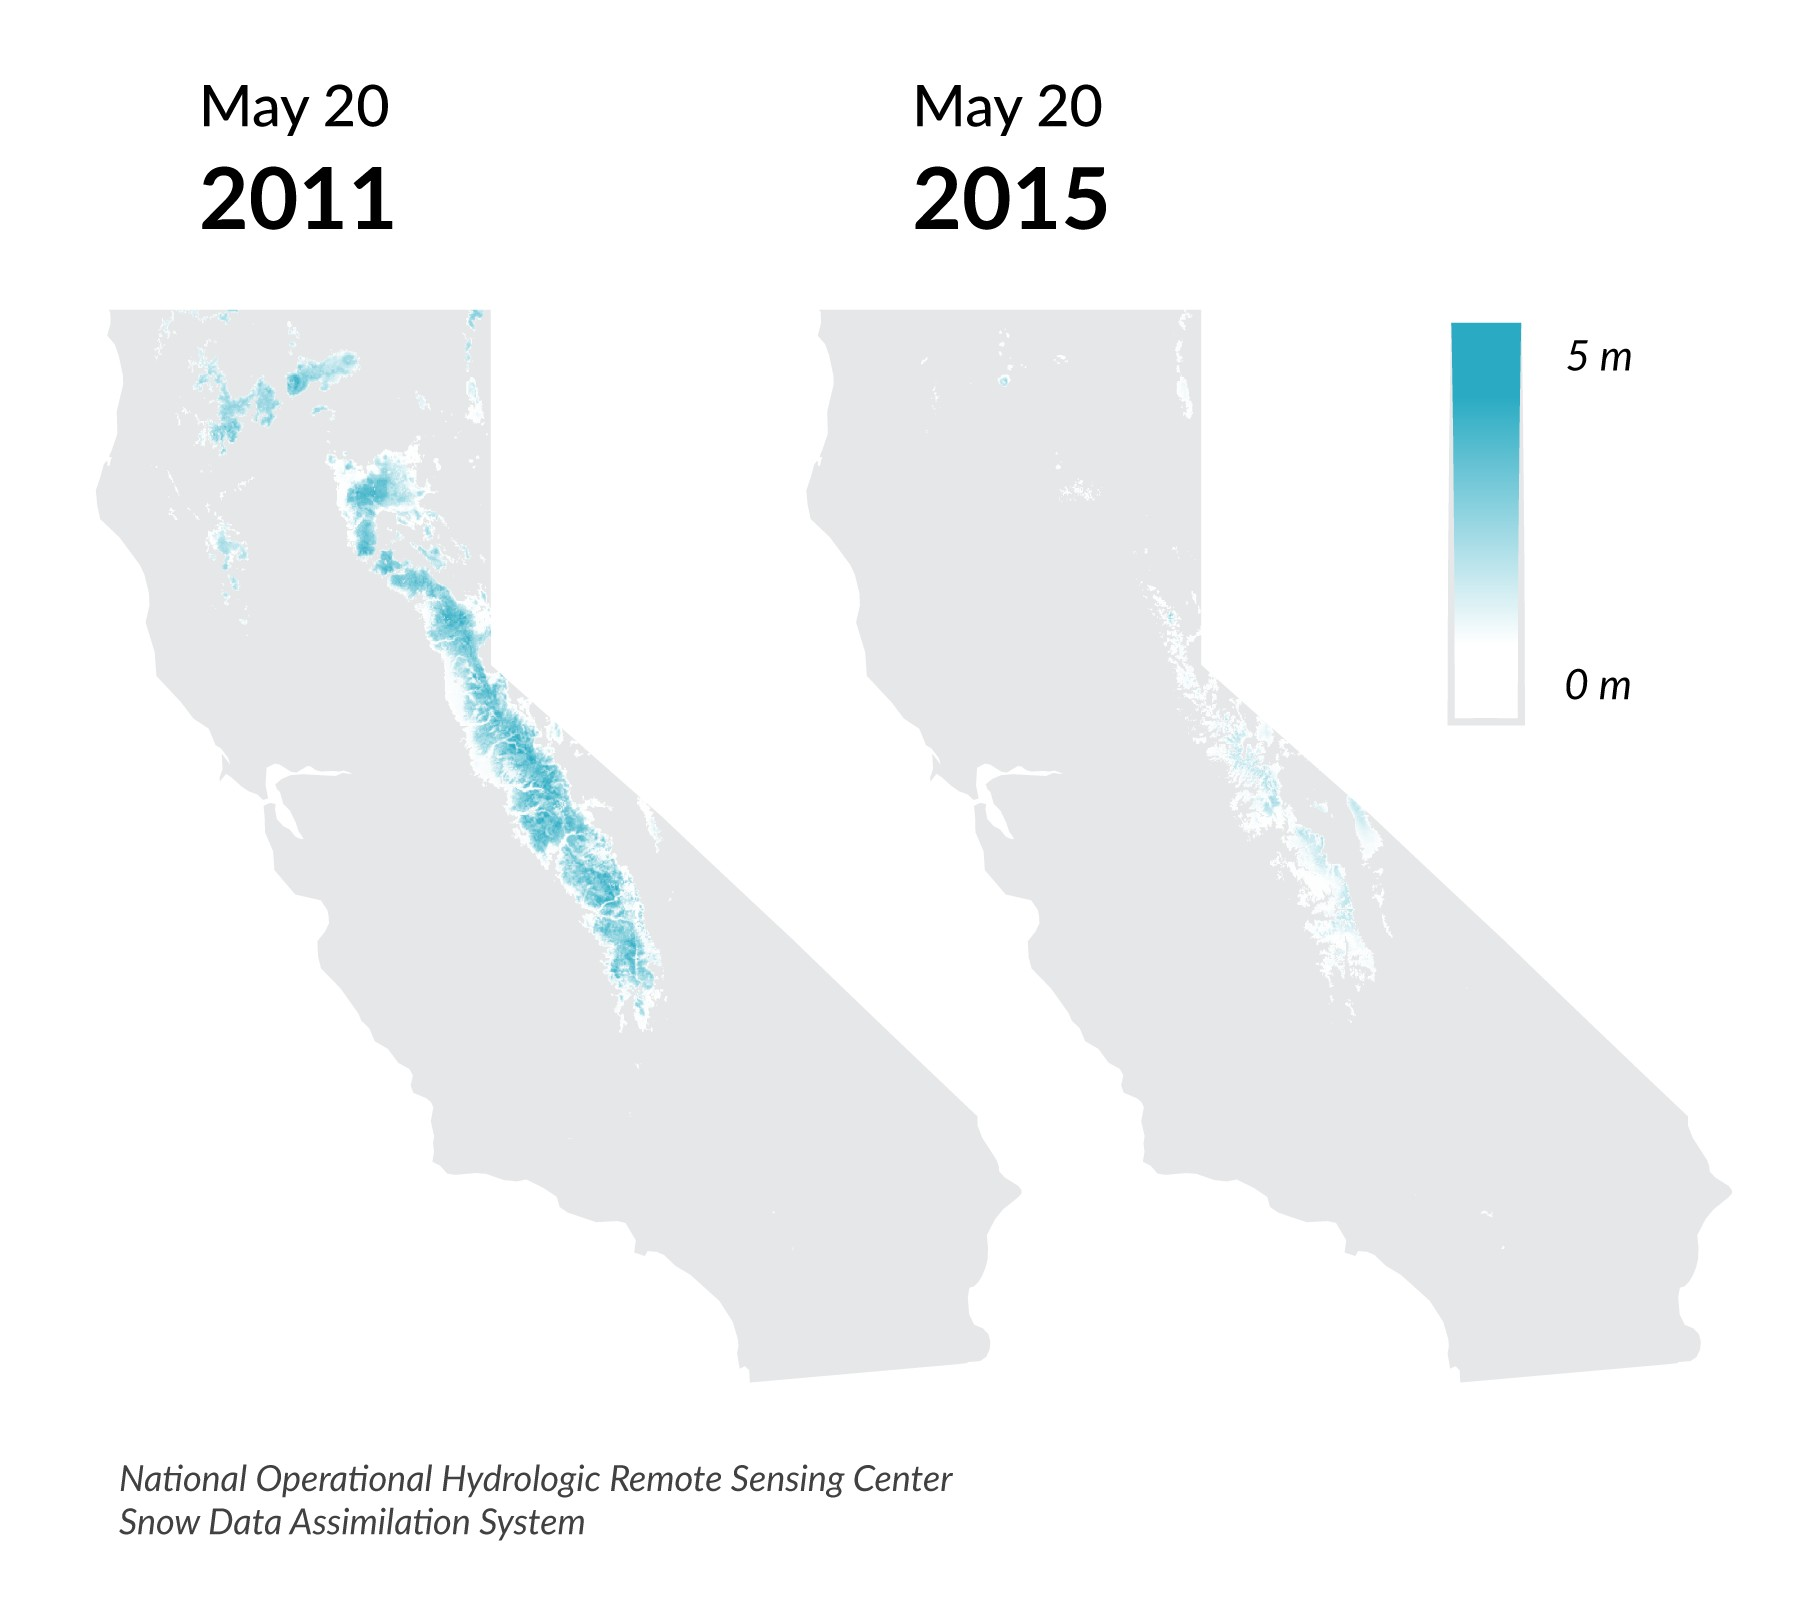 May 20
2011
May 20
2015
5 m
0 m
National Operational Hydrologic Remote Sensing Center
Snow Data Assimilation System